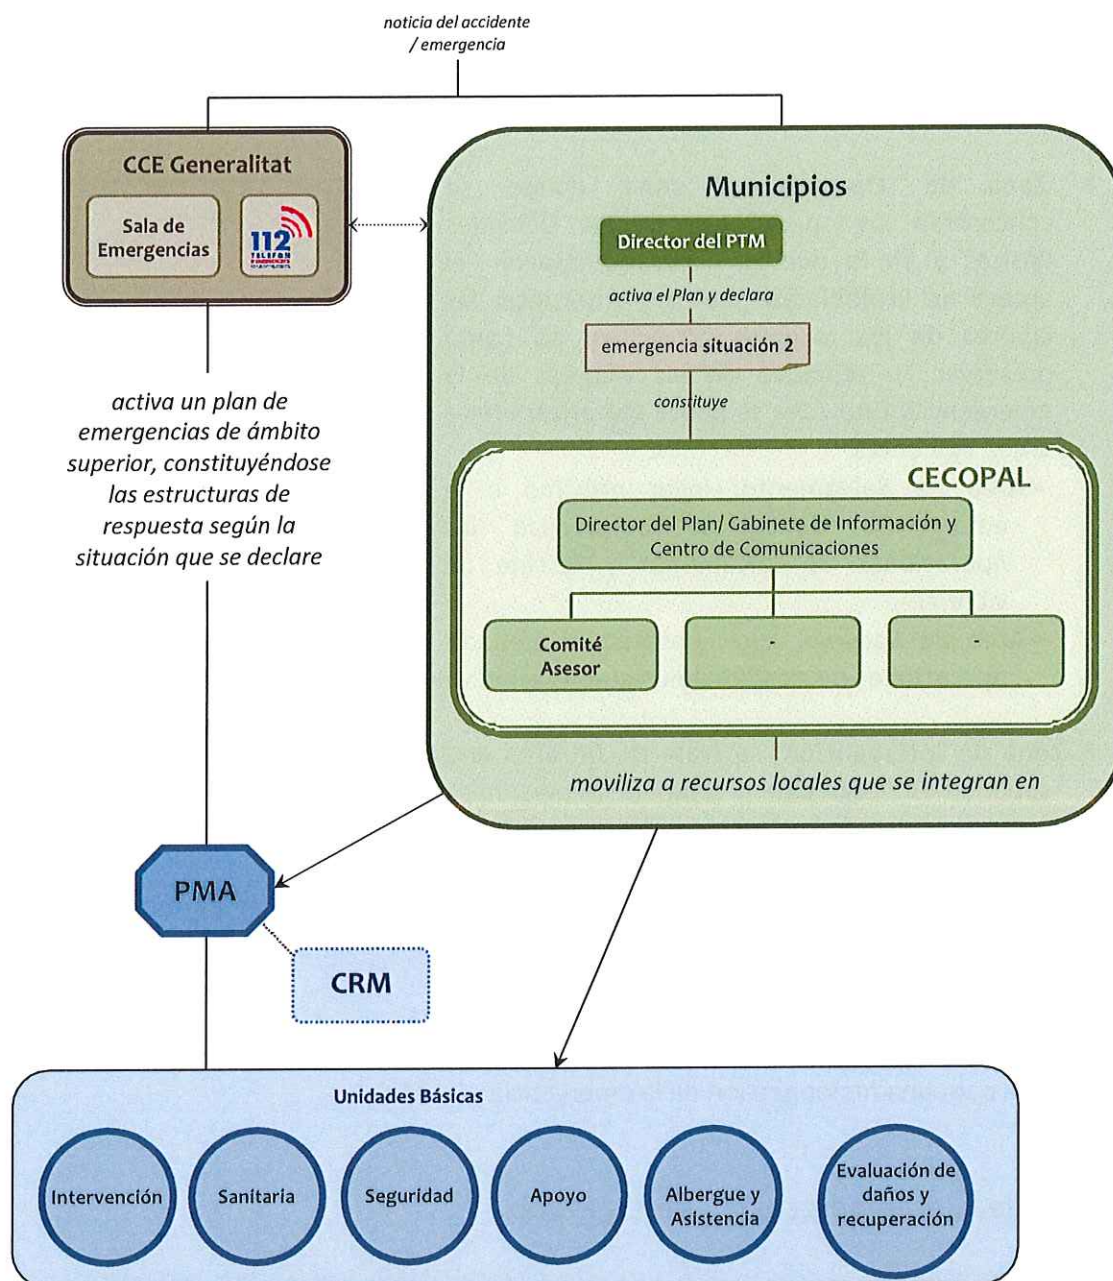 noticia del accidente
/ emergencia
CCE Generalitat
Sala de
Emergencias
112
TELÈFON
Municipios
Director del PTM
activa el Plan y declara
emergencia situación 2
constituye
activa un plan de
emergencias de ámbito
superior, constituyéndose
las estructuras de
respuesta según la
situación que se declare
CECOPAL
Director del Plan/ Gabinete de Información y
Centro de Comunicaciones
Comité
Asesor
-
-
moviliza a recursos locales que se integran en
PMA
CRM
Unidades Básicas
Intervención
Sanitaria
Seguridad
Apoyo
Albergue y
Asistencia
Evaluación de
daños y
recuperación